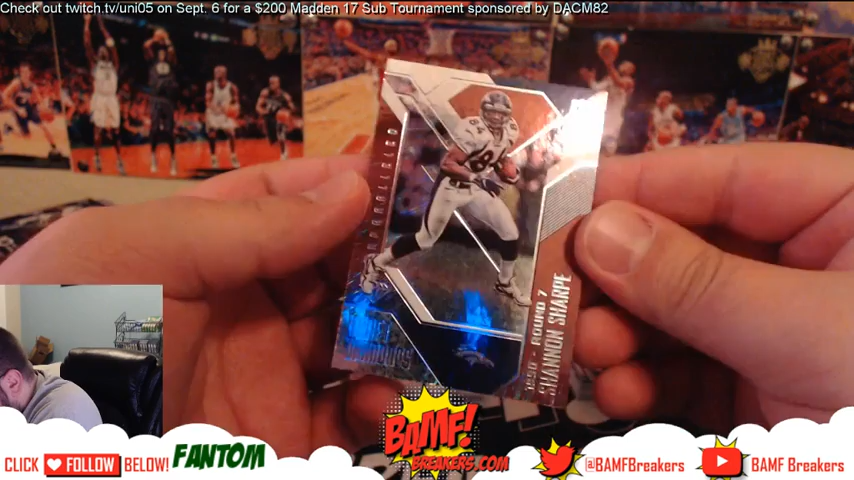 Check out twitch.tv/uni05 on Sept. 6 for a $200 Madden 17 Sub Tournament sponsored by DACM82
84
1990 - ROUND 7
SHANNON SHARPE
CLICK FOLLOW BELOW!
FANTOM
BAMF!
BREAKERS.COM
@BAMFBreakers
BAMF Breakers